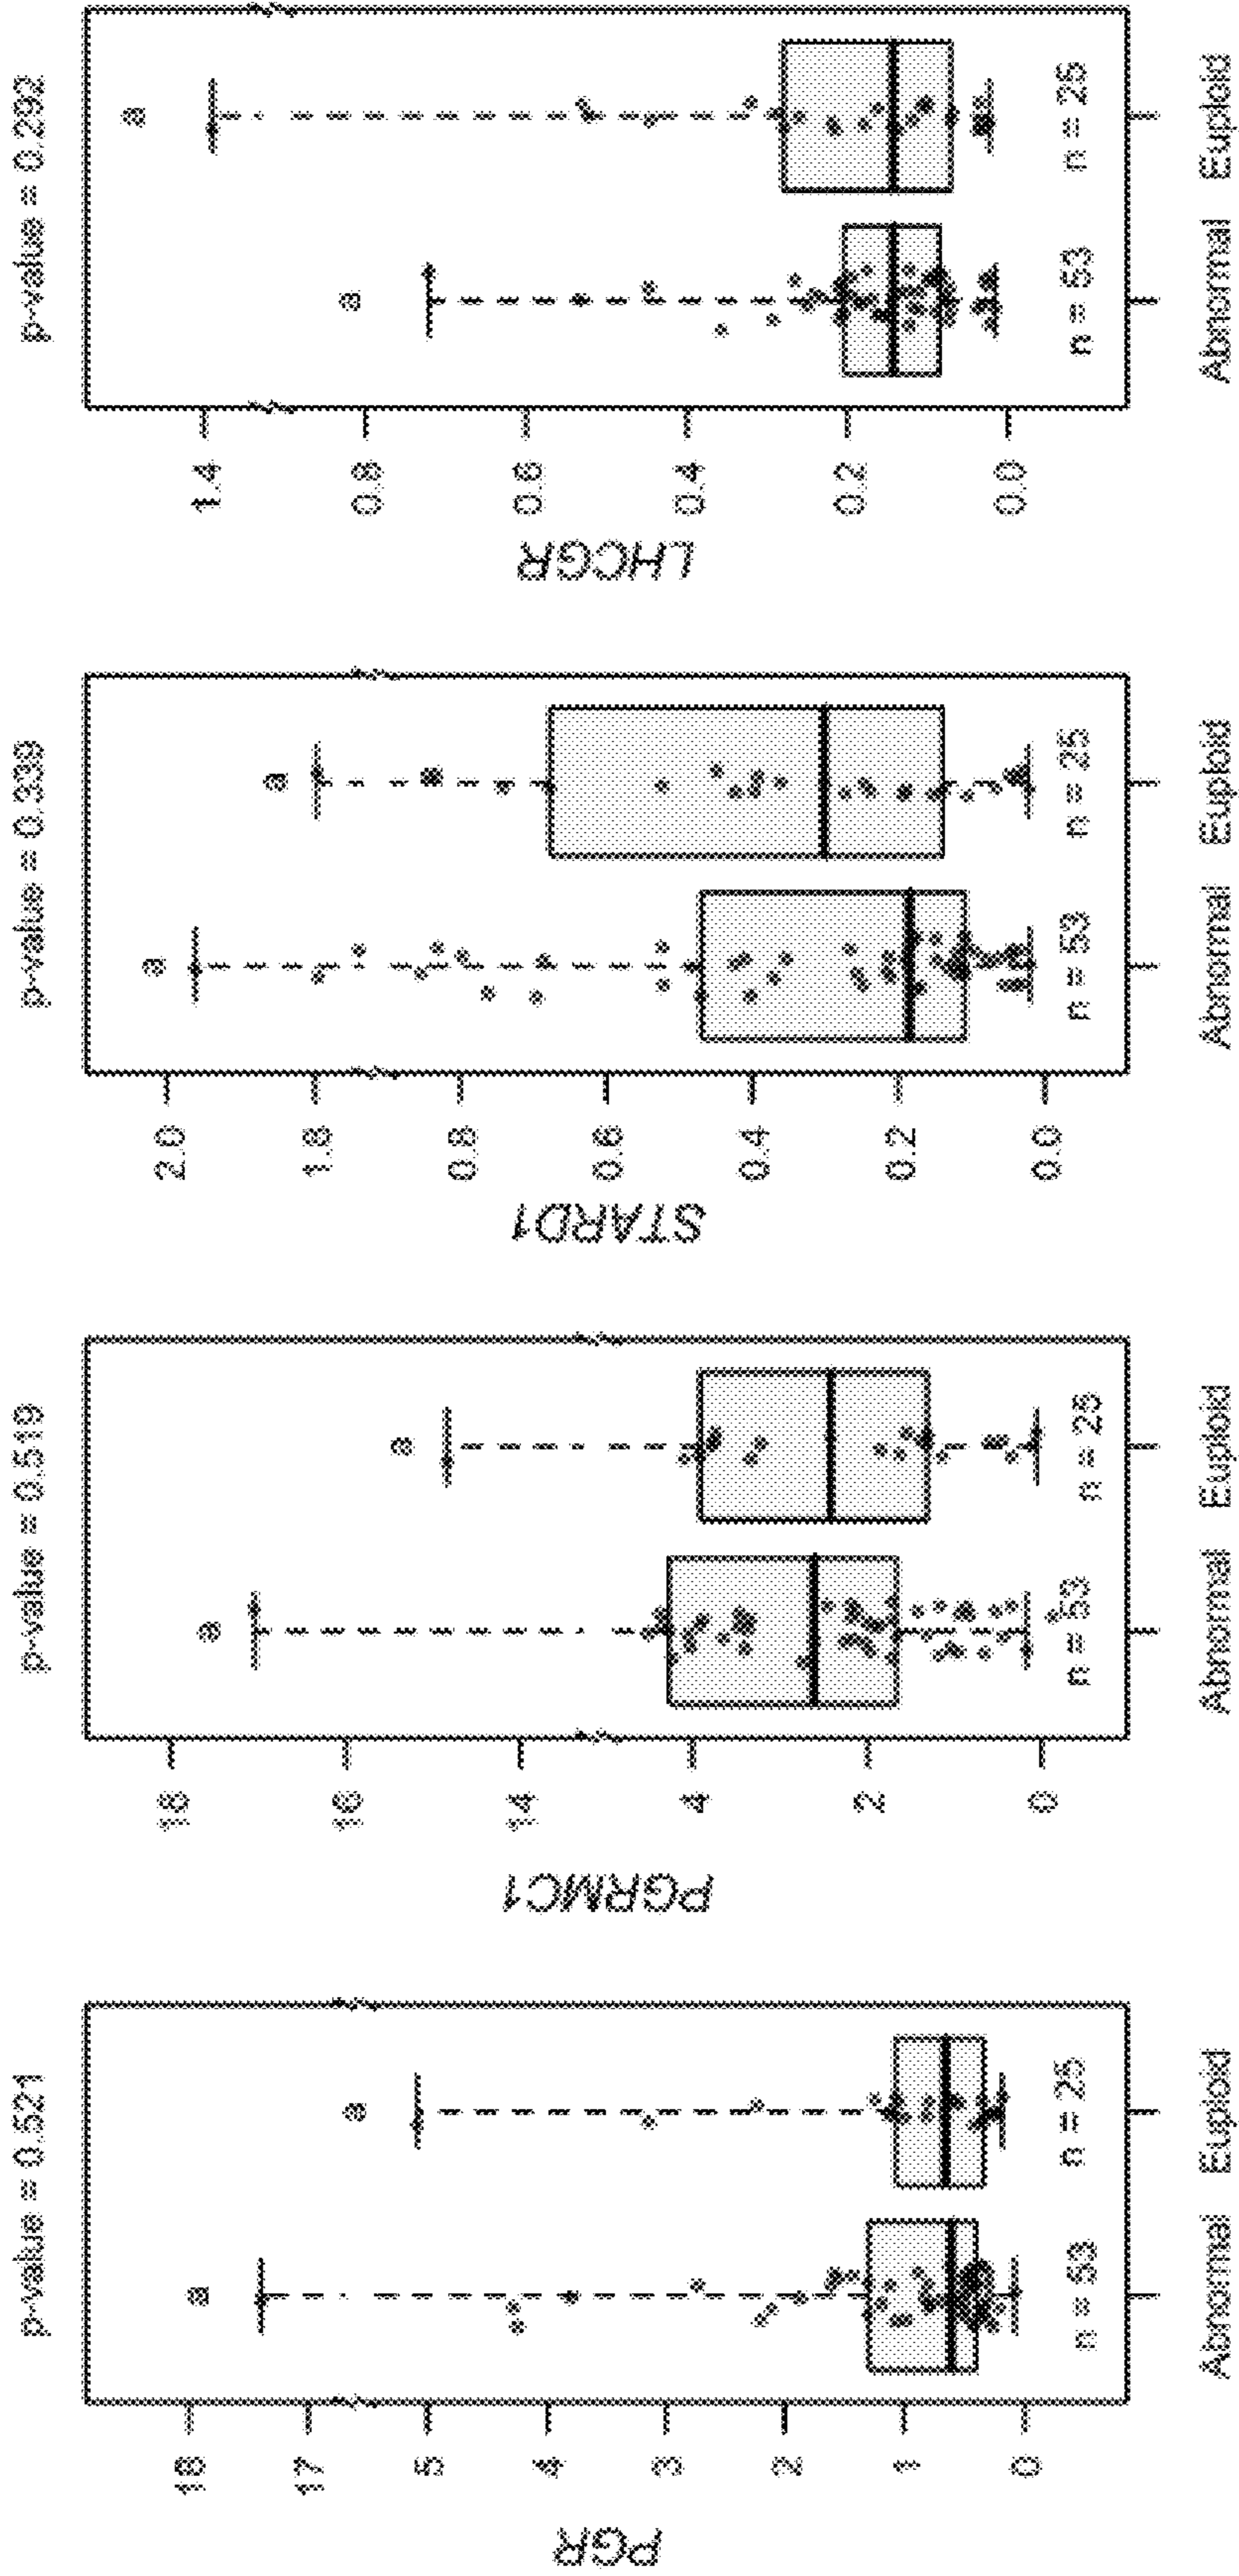 p-value = 0.521
PGR
18
17
5
4
3
2
1
0
a
a
n = 53
n = 25
Abnormal Euploid
p-value = 0.519
PGRMC1
18
16
14
4
2
0
a
a
n = 53
n = 25
Abnormal Euploid
p-value = 0.339
STARD1
2.0
1.8
0.8
0.6
0.4
0.2
0.0
a
a
n = 53
n = 25
Abnormal Euploid
p-value = 0.292
LHCGR
1.4
0.8
0.6
0.4
0.2
0.0
a
a
n = 53
n = 25
Abnormal Euploid